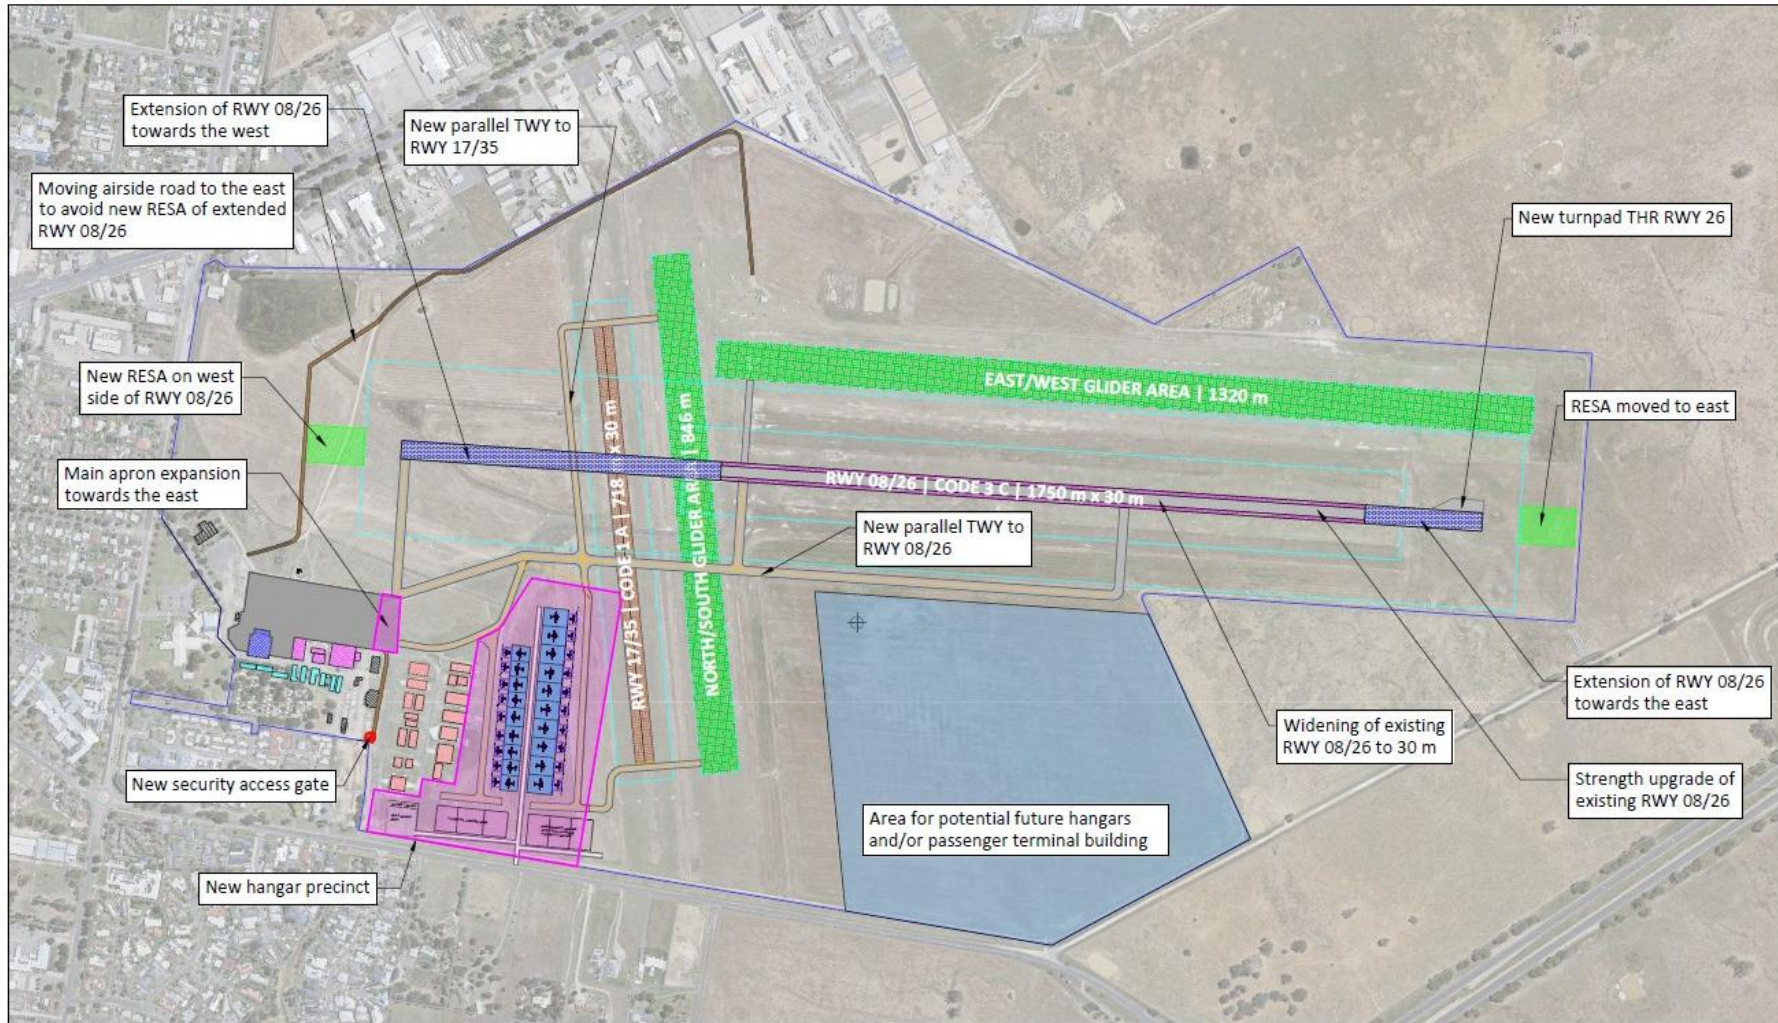 Extension of RWY 08/26
towards the west
New parallel TWY to
RWY 17/35
Moving airside road to the east
to avoid new RESA of extended
RWY 08/26
New turnpad THR RWY 26
New RESA on west
side of RWY 08/26
EAST/WEST GLIDER AREA | 1320 m
RESA moved to east
Main apron expansion
towards the east
RWY 08/26 | CODE 3 C | 1750 m x 30 m
New parallel TWY to
RWY 08/26
RWY 17/35 | CODE 1 A | 718 m x 30 m
NORTH/SOUTH GLIDER AREA | 846 m
Extension of RWY 08/26
towards the east
Widening of existing
RWY 08/26 to 30 m
New security access gate
Strength upgrade of
existing RWY 08/26
Area for potential future hangars
and/or passenger terminal building
New hangar precinct